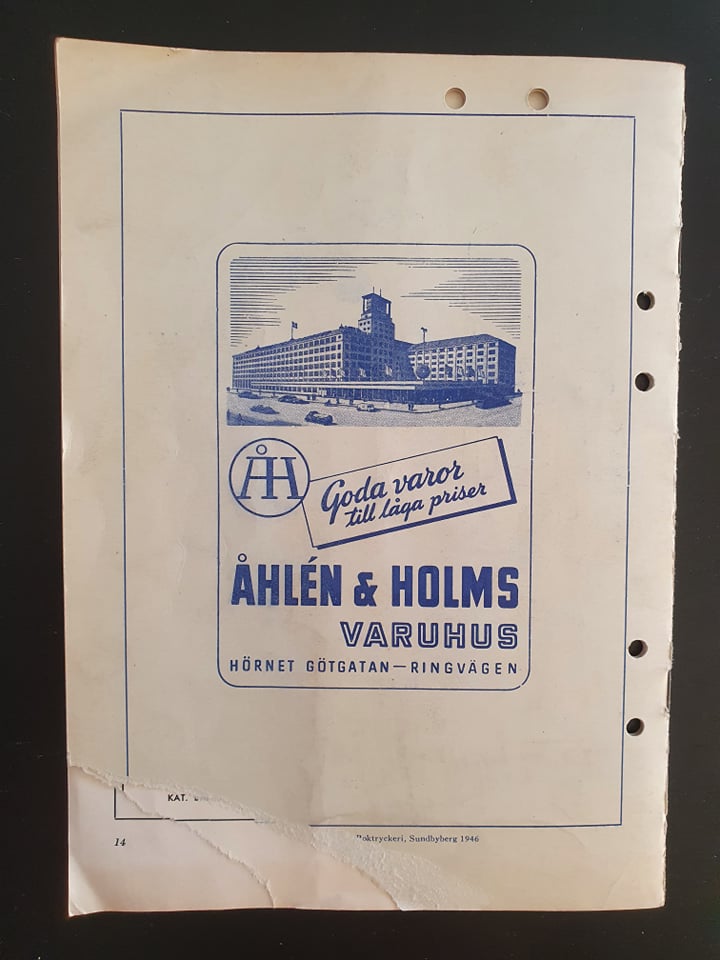 ÅH
Goda varor
till låga priser
ÅHLÉN & HOLMS
VARUHUS
HÖRNET GÖTGATAN—RINGVÄGEN
KAT.
14
Boktryckeri, Sundbyberg 1946